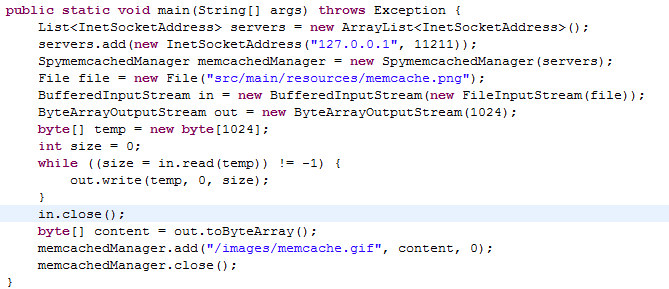 public static void main(String[] args) throws Exception {
    List<InetSocketAddress> servers = new ArrayList<InetSocketAddress>();
    servers.add(new InetSocketAddress("127.0.0.1", 11211));
    SpymemcachedManager memcachedManager = new SpymemcachedManager(servers);
    File file = new File("src/main/resources/memcache.png");
    BufferedInputStream in = new BufferedInputStream(new FileInputStream(file));
    ByteArrayOutputStream out = new ByteArrayOutputStream(1024);
    byte[] temp = new byte[1024];
    int size = 0;
    while ((size = in.read(temp)) != -1) {
        out.write(temp, 0, size);
    }
    in.close();
    byte[] content = out.toByteArray();
    memcachedManager.add("/images/memcache.gif", content, 0);
    memcachedManager.close();
}